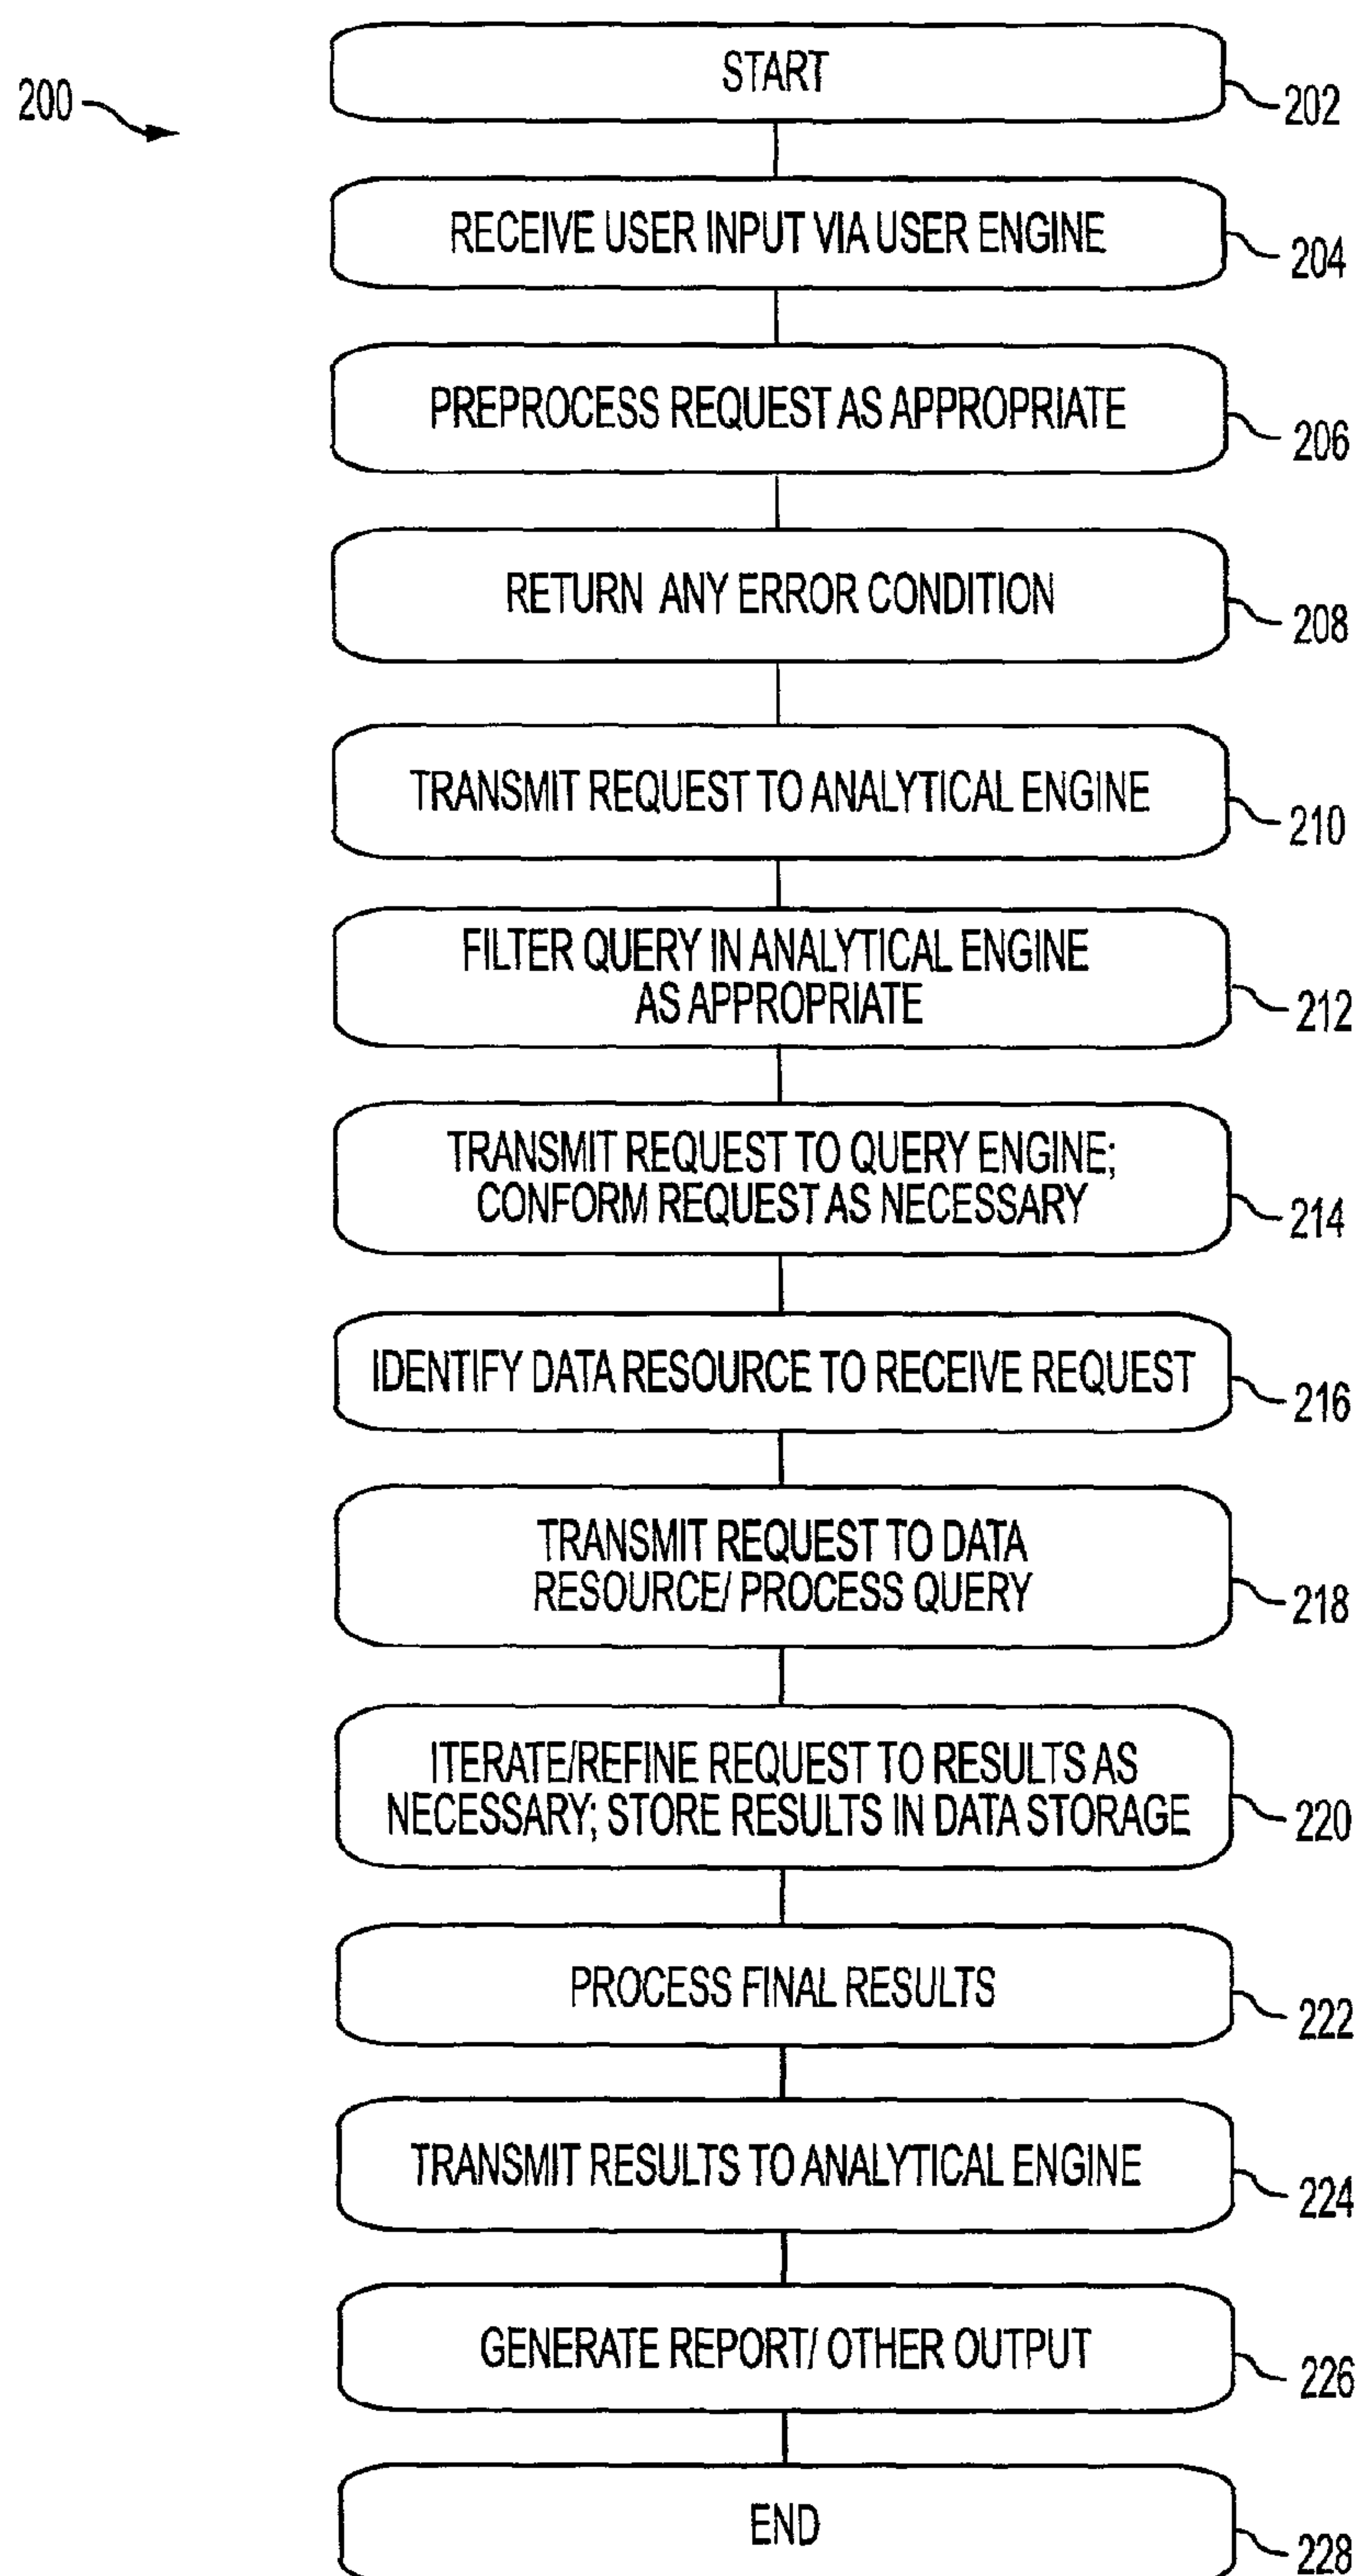 200
START
202
RECEIVE USER INPUT VIA USER ENGINE
204
PREPROCESS REQUEST AS APPROPRIATE
206
RETURN ANY ERROR CONDITION
208
TRANSMIT REQUEST TO ANALYTICAL ENGINE
210
FILTER QUERY IN ANALYTICAL ENGINE
AS APPROPRIATE
212
TRANSMIT REQUEST TO QUERY ENGINE;
CONFORM REQUEST AS NECESSARY
214
IDENTIFY DATA RESOURCE TO RECEIVE REQUEST
216
TRANSMIT REQUEST TO DATA
RESOURCE/ PROCESS QUERY
218
ITERATE/REFINE REQUEST TO RESULTS AS
NECESSARY; STORE RESULTS IN DATA STORAGE
220
PROCESS FINAL RESULTS
222
TRANSMIT RESULTS TO ANALYTICAL ENGINE
224
GENERATE REPORT/ OTHER OUTPUT
226
END
228